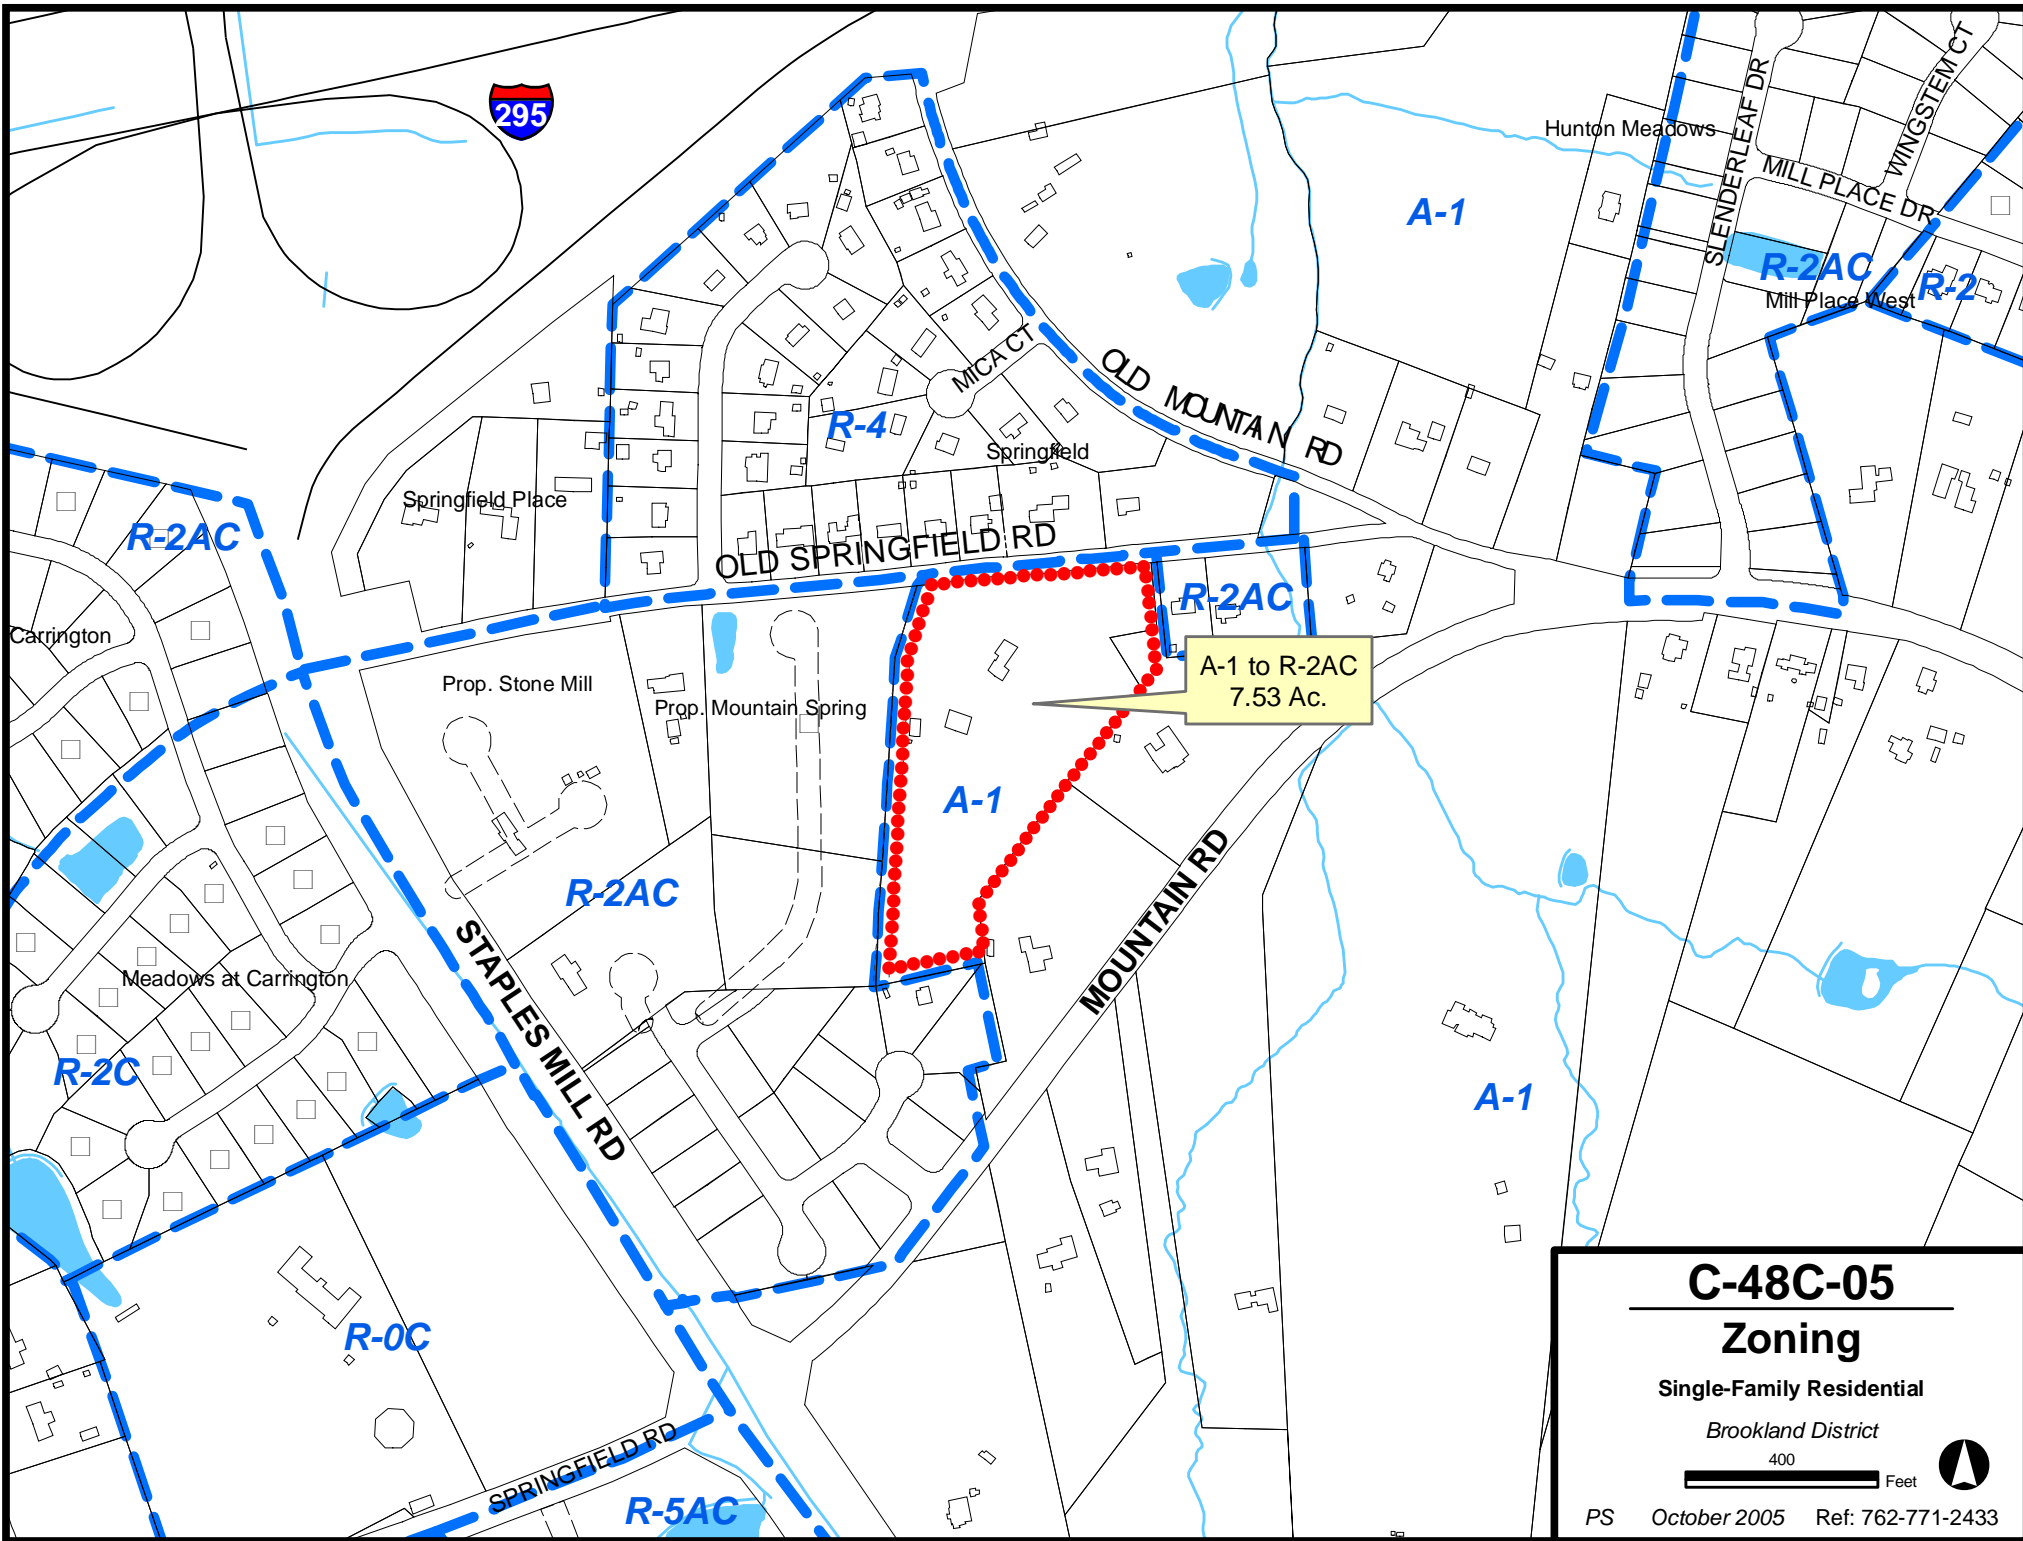 295
Hunton Meadows
SLENDERLEAF DR
WINGSTEM CT
MILL PLACE DR
A-1
R-2AC
R-2
Mill Place West
MICA CT
OLD MOUNTAIN RD
R-4
Springfield
Springfield Place
R-2AC
OLD SPRINGFIELD RD
R-2AC
Carrington
Prop. Stone Mill
Prop. Mountain Spring
A-1 to R-2AC
7.53 Ac.
A-1
R-2AC
MOUNTAIN RD
STAPLES MILL RD
Meadows at Carrington
R-2C
A-1
R-0C
SPRINGFIELD RD
R-5AC
C-48C-05
Zoning
Single-Family Residential
Brookland District
400
Feet
PS October 2005 Ref: 762-771-2433